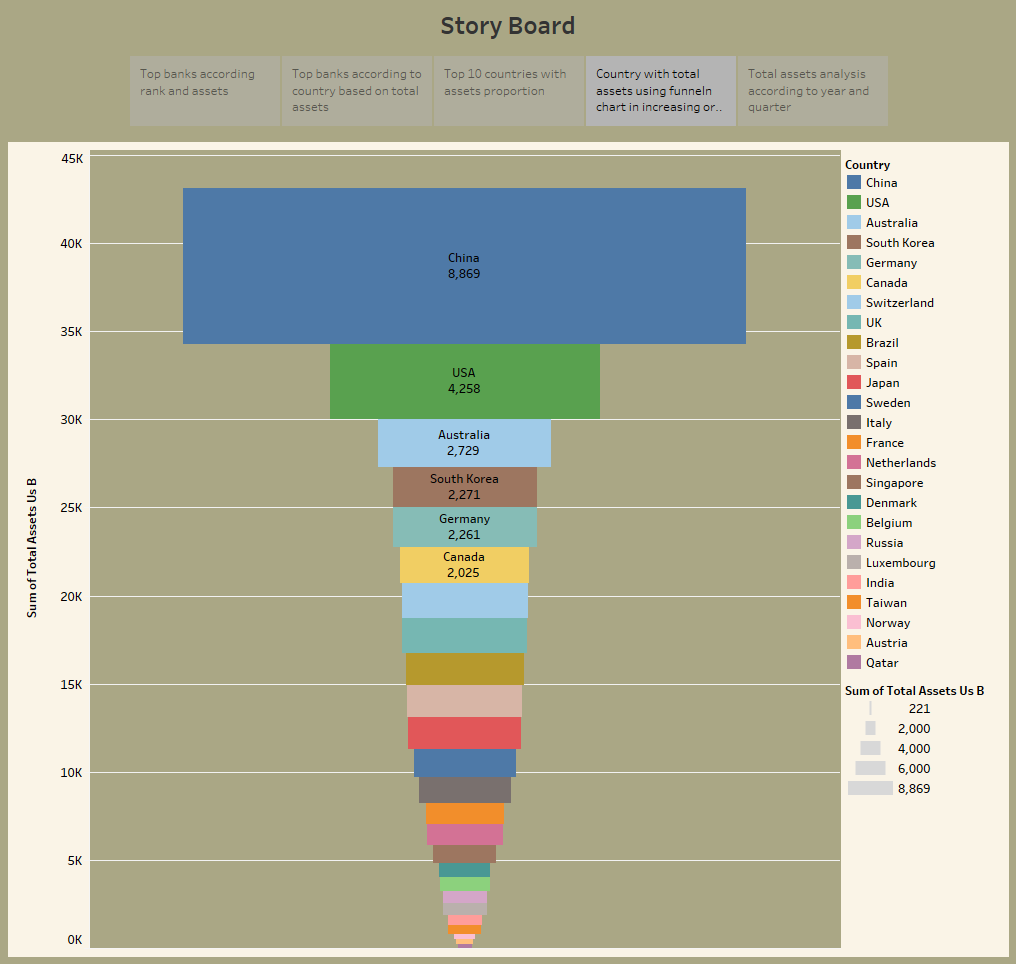 Story Board
Top banks according
rank and assets
Top banks according to
country based on total
assets
Top 10 countries with
assets proportion
Country with total
assets using funneln
chart in increasing or..
Total assets analysis
according to year and
quarter
45K
40K
35K
30K
25K
20K
15K
10K
5K
0K
Sum of Total Assets Us B
China
8,869
USA
4,258
Australia
2,729
South Korea
2,271
Germany
2,261
Canada
2,025
Country
China
USA
Australia
South Korea
Germany
Canada
Switzerland
UK
Brazil
Spain
Japan
Sweden
Italy
France
Netherlands
Singapore
Denmark
Belgium
Russia
Luxembourg
India
Taiwan
Norway
Austria
Qatar
Sum of Total Assets Us B
221
2,000
4,000
6,000
8,869